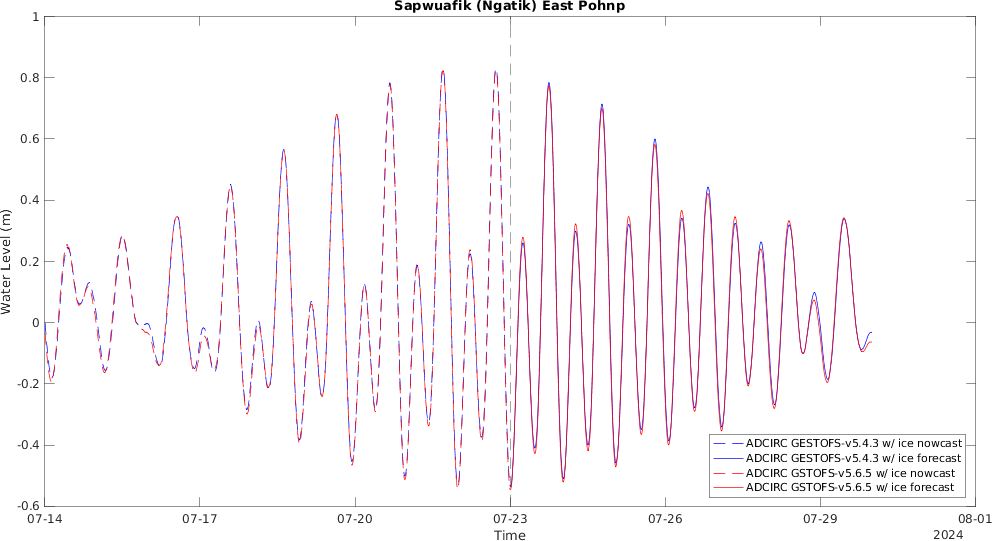 Sapwuafik (Ngatik) East Pohnp
Water Level (m)
1
0.8
0.6
0.4
0.2
0
-0.2
-0.4
-0.6
ADCIRC GESTOFS-v5.4.3 w/ ice nowcast
ADCIRC GESTOFS-v5.4.3 w/ ice forecast
ADCIRC GSTOFS-v5.6.5 w/ ice nowcast
ADCIRC GSTOFS-v5.6.5 w/ ice forecast
07-14 07-17 07-20 07-23 07-26 07-29 08-01
Time
2024